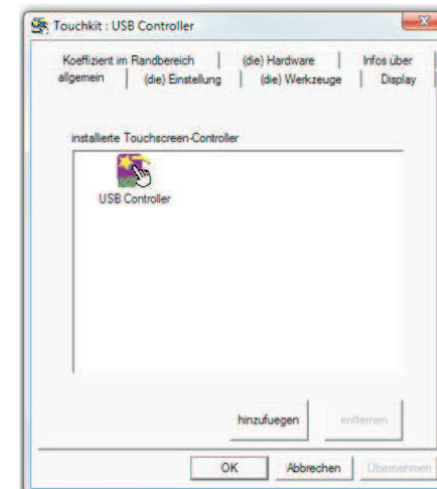 Touchkit : USB Controller
Koeffizient im Randbereich (die) Hardware Infos über
allgemein (die) Einstellung (die) Werkzeuge Display
installierte Touchscreen-Controller
USB Controller
hinzufuegen entfernen
OK Abbrechen Übernehmen